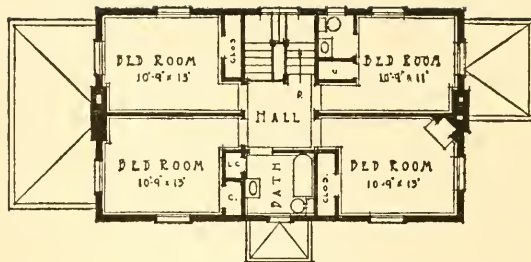 BED ROOM
10'-9" x 13'
CLOS.
C.
BED ROOM
10'-9" x 11'
R
HALL
BED ROOM
10'-9" x 13'
L.C.
C.
BATH
CLOS.
BED ROOM
10'-9" x 13'